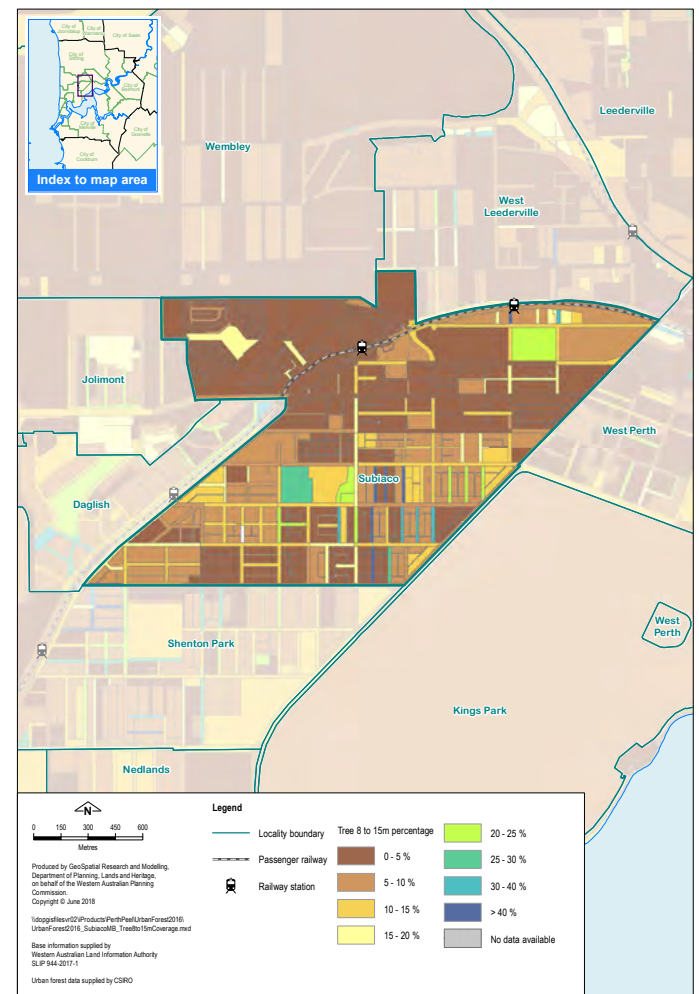 City of
Joondalup
City of
Wanneroo
City of Swan
City of
Stirling
City of
Belmont
City of
Melville
City of
Gosnells
City of
Cockburn
Index to map area
Wembley
Leederville
West
Leederville
Jolimont
West Perth
Subiaco
Daglish
Shenton Park
West
Perth
Kings Park
Nedlands
N
0 150 300 450 600
Metres
Produced by GeoSpatial Research and Modelling,
Department of Planning, Lands and Heritage,
on behalf of the Western Australian Planning
Commission.
Copyright © June 2018
\\dopgisfilesvr02\iProducts\PerthPeel\UrbanForest2016\
UrbanForest2016_SubiacoMB_Tree8to15mCoverage.mxd
Base information supplied by
Western Australian Land Information Authority
SLIP 944-2017-1
Urban forest data supplied by CSIRO
Legend
Locality boundary
Passenger railway
Railway station
Tree 8 to 15m percentage
0 - 5 %
5 - 10 %
10 - 15 %
15 - 20 %
20 - 25 %
25 - 30 %
30 - 40 %
> 40 %
No data available